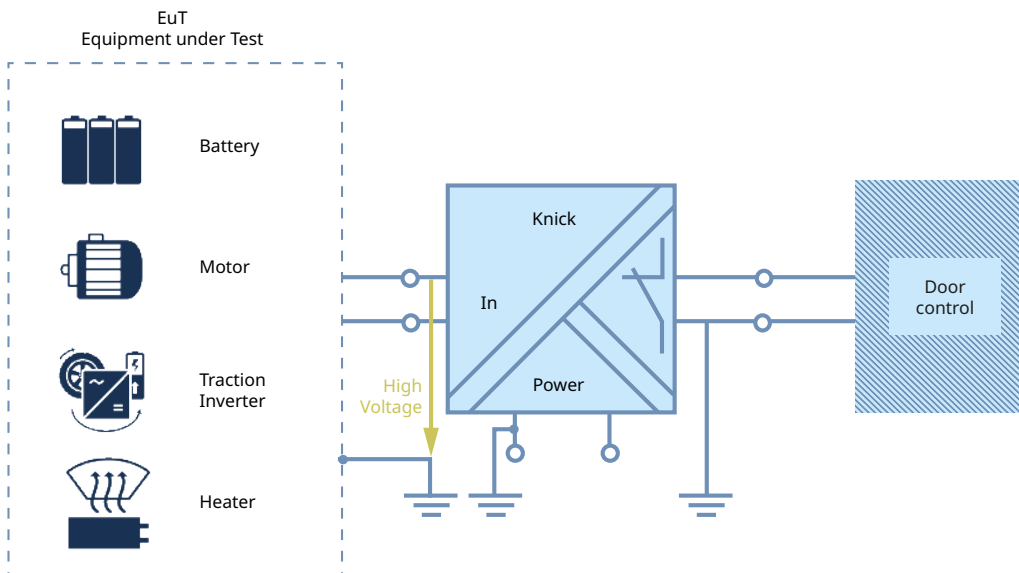 EuT
Equipment under Test
Battery
Motor
Traction
Inverter
Heater
High
Voltage
Knick
In
Power
Door
control